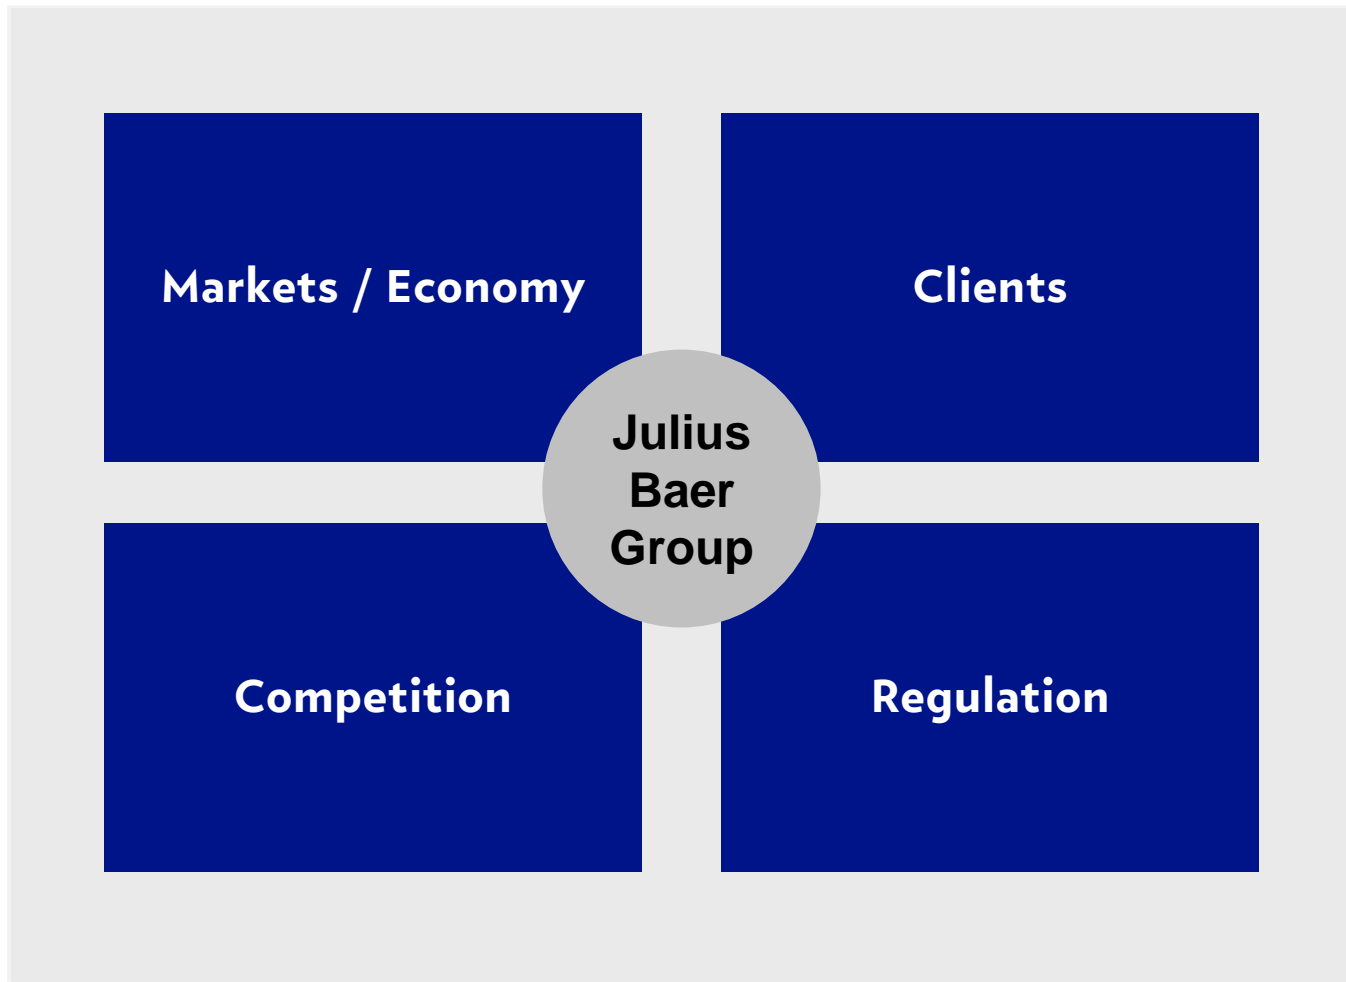 Markets / Economy
Clients
Julius
Baer
Group
Competition
Regulation